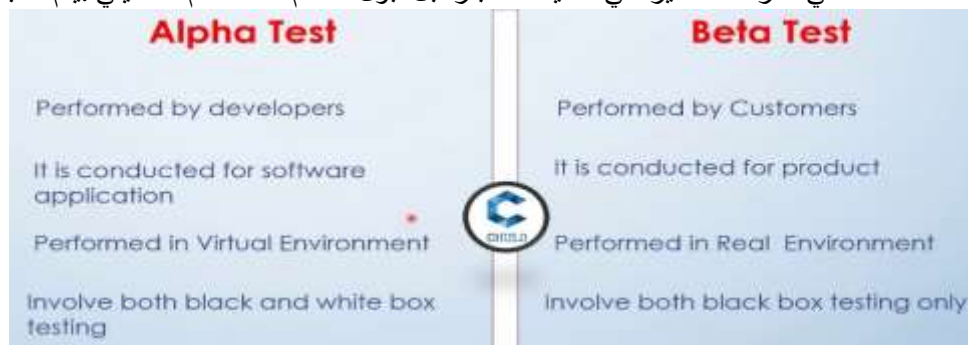 Alpha Test
Performed by developers
It is conducted for software
application
Performed in Virtual Environment
Involve both black and white box
testing
Beta Test
Performed by Customers
It is conducted for product
Performed in Real Environment
Involve both black box testing only